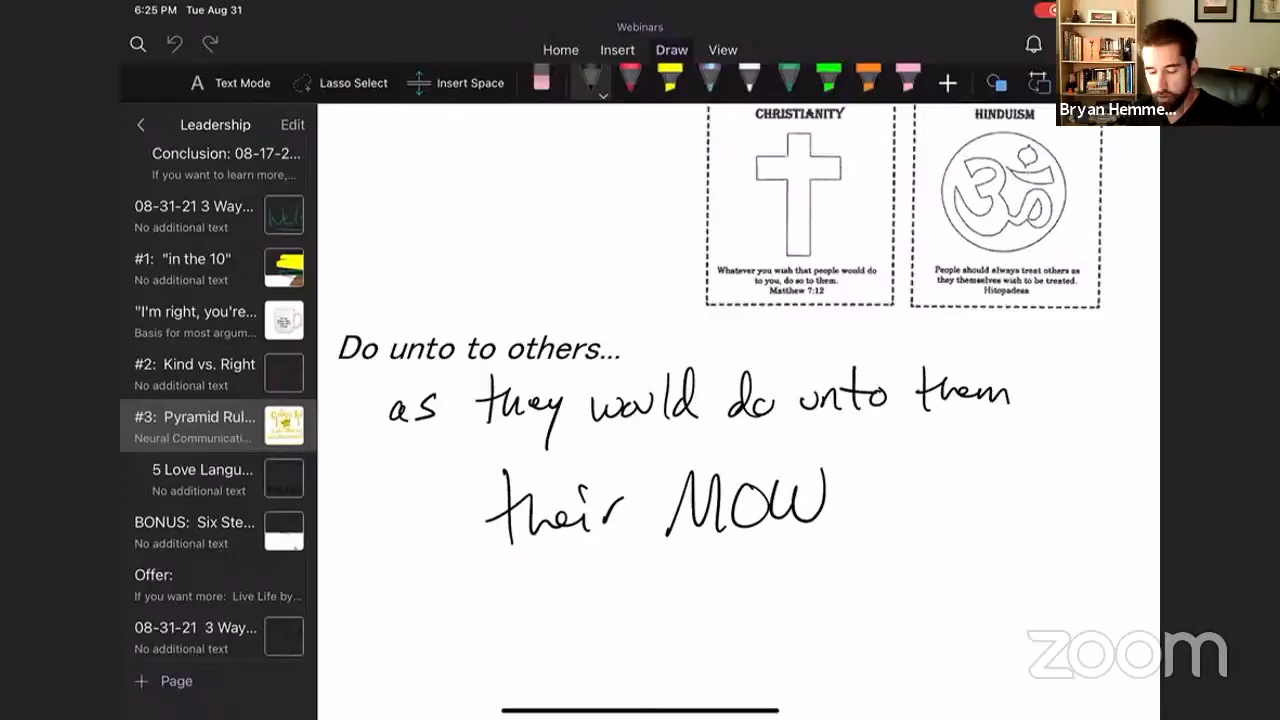 6:25 PM Tue Aug 31
Webinars
Home Insert Draw View
Text Mode Lasso Select Insert Space
Bryan Hemme...
Leadership Edit
Conclusion: 08-17-2...
If you want to learn more,...
08-31-21 3 Way...
No additional text
#1: "in the 10"
No additional text
"I'm right, you're...
Basis for most argum...
#2: Kind vs. Right
No additional text
#3: Pyramid Rul...
Neural Communicati...
5 Love Langu...
No additional text
BONUS: Six Ste...
No additional text
Offer:
If you want more: Live Life by...
08-31-21 3 Way...
No additional text
+ Page
CHRISTIANITY
Whatever you wish that people would do
to you, do so to them.
Matthew 7:12
HINDUISM
ॐ
People should always treat others as
they themselves wish to be treated.
Hitopadesa
Do unto to others...
as they would do unto them
their MOW
zoom